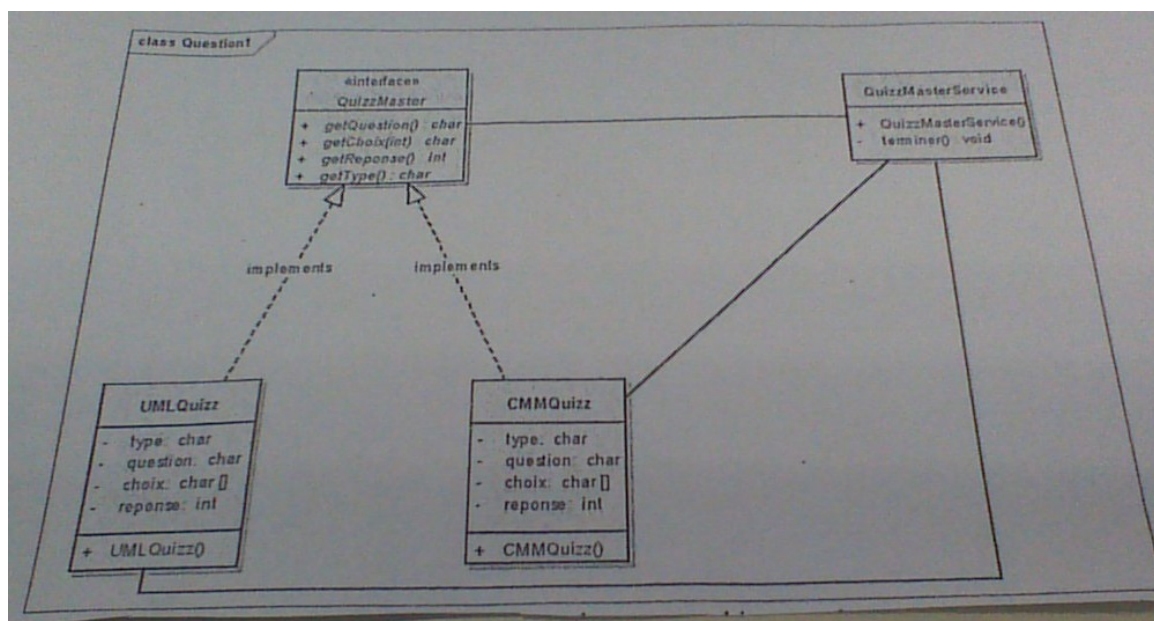 class Question1
«interface»
QuizzMaster
+ getQuestion() : char
+ getChoix(int) char
+ getReponse() : int
+ getType() : char
QuizzMasterService
+ QuizzMasterService()
- terminer() : void
implements
implements
UMLQuizz
- type: char
- question: char
- choix: char[]
- reponse: int
+ UMLQuizz()
CMMQuizz
- type: char
- question: char
- choix: char[]
- reponse: int
+ CMMQuizz()